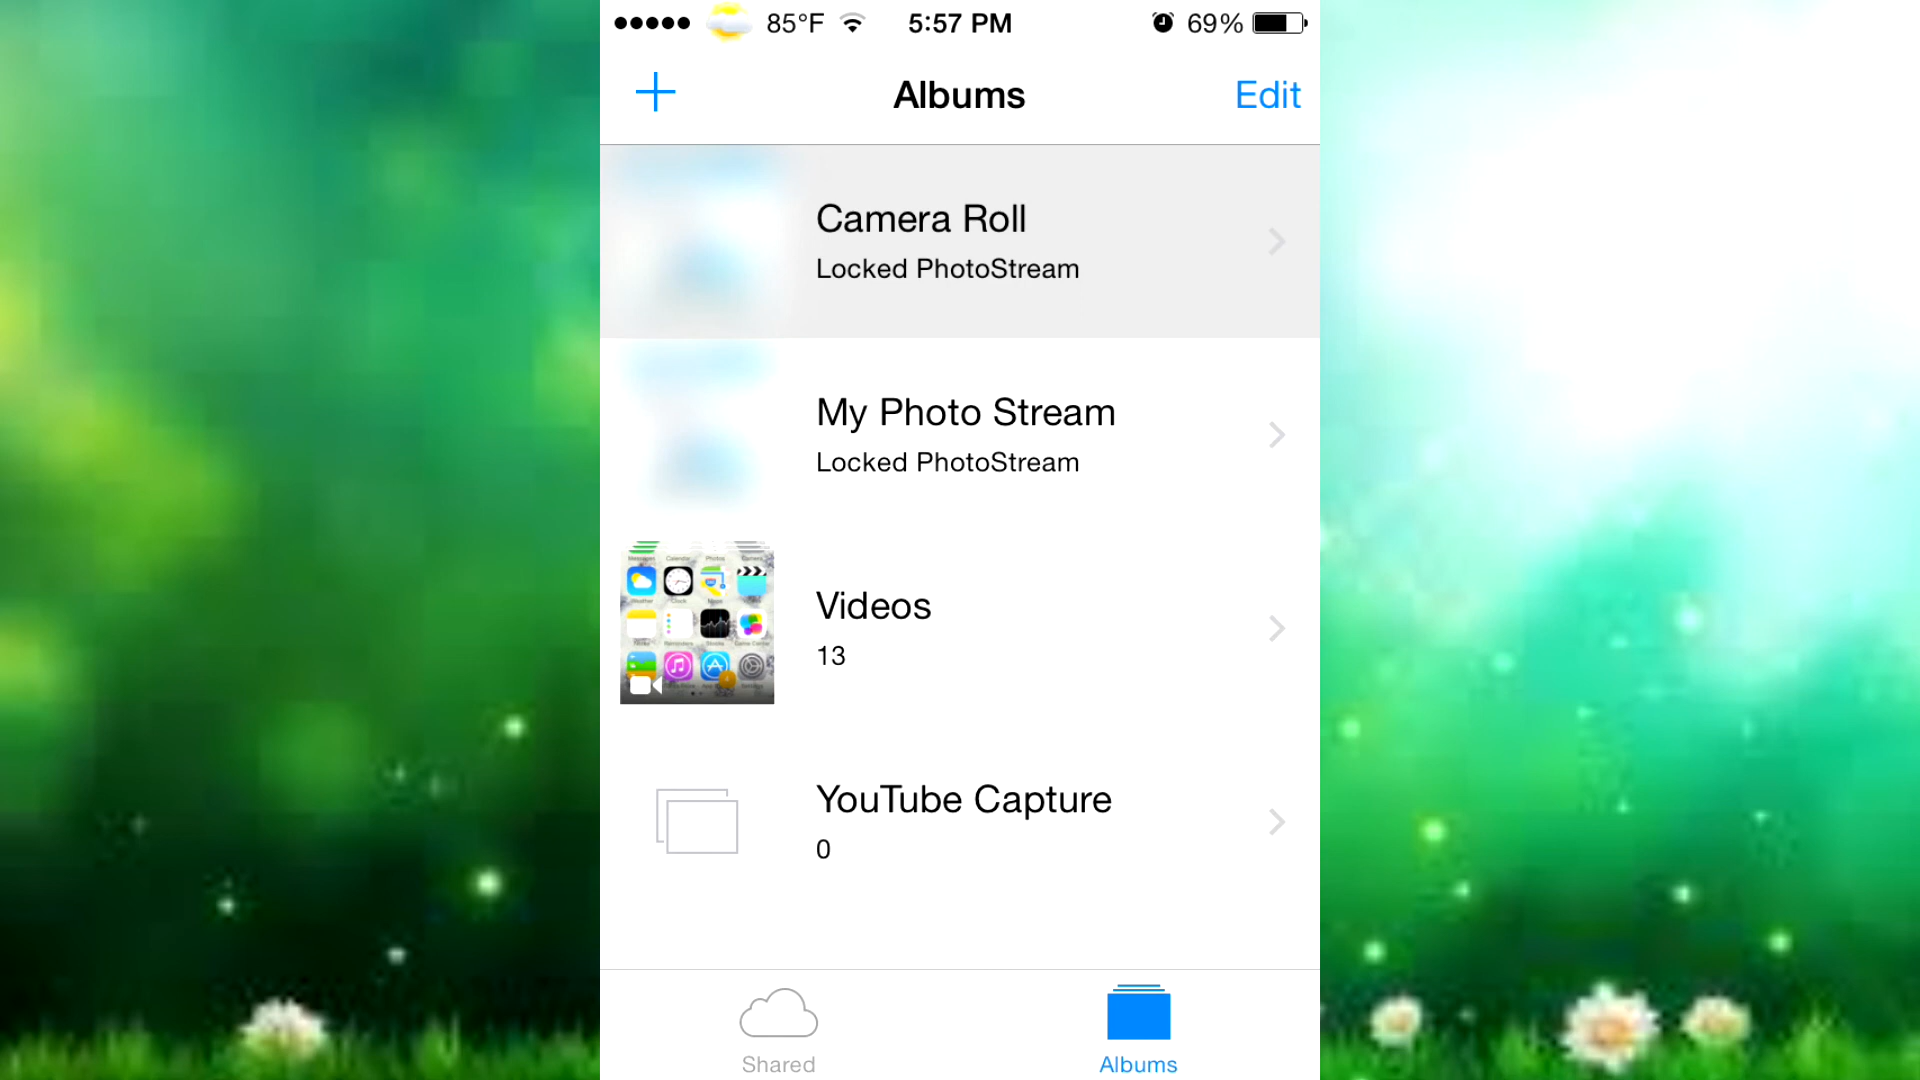 85°F 5:57 PM 69%
Albums Edit
Camera Roll
Locked PhotoStream
My Photo Stream
Locked PhotoStream
Videos
13
YouTube Capture
0
Shared Albums